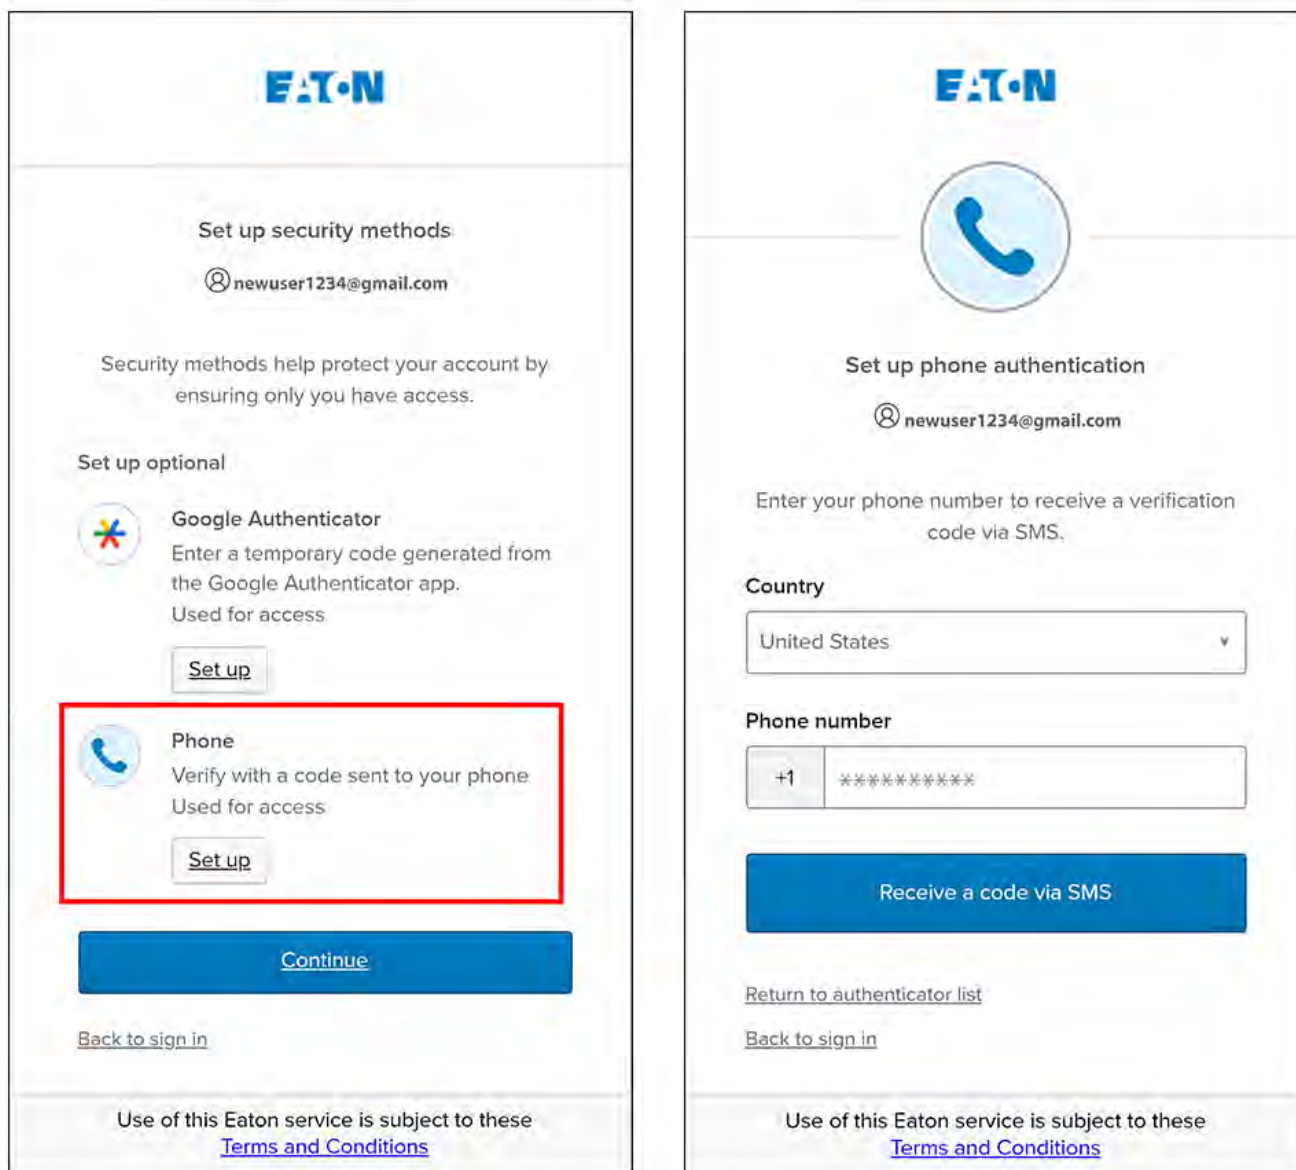 EATON
Set up security methods
newuser1234@gmail.com
Security methods help protect your account by
ensuring only you have access.
Set up optional
Google Authenticator
Enter a temporary code generated from
the Google Authenticator app.
Used for access
Set up
Phone
Verify with a code sent to your phone
Used for access
Set up
Continue
Back to sign in
Use of this Eaton service is subject to these
Terms and Conditions
EATON
Set up phone authentication
newuser1234@gmail.com
Enter your phone number to receive a verification
code via SMS.
Country
United States
Phone number
+1 **********
Receive a code via SMS
Return to authenticator list
Back to sign in
Use of this Eaton service is subject to these
Terms and Conditions